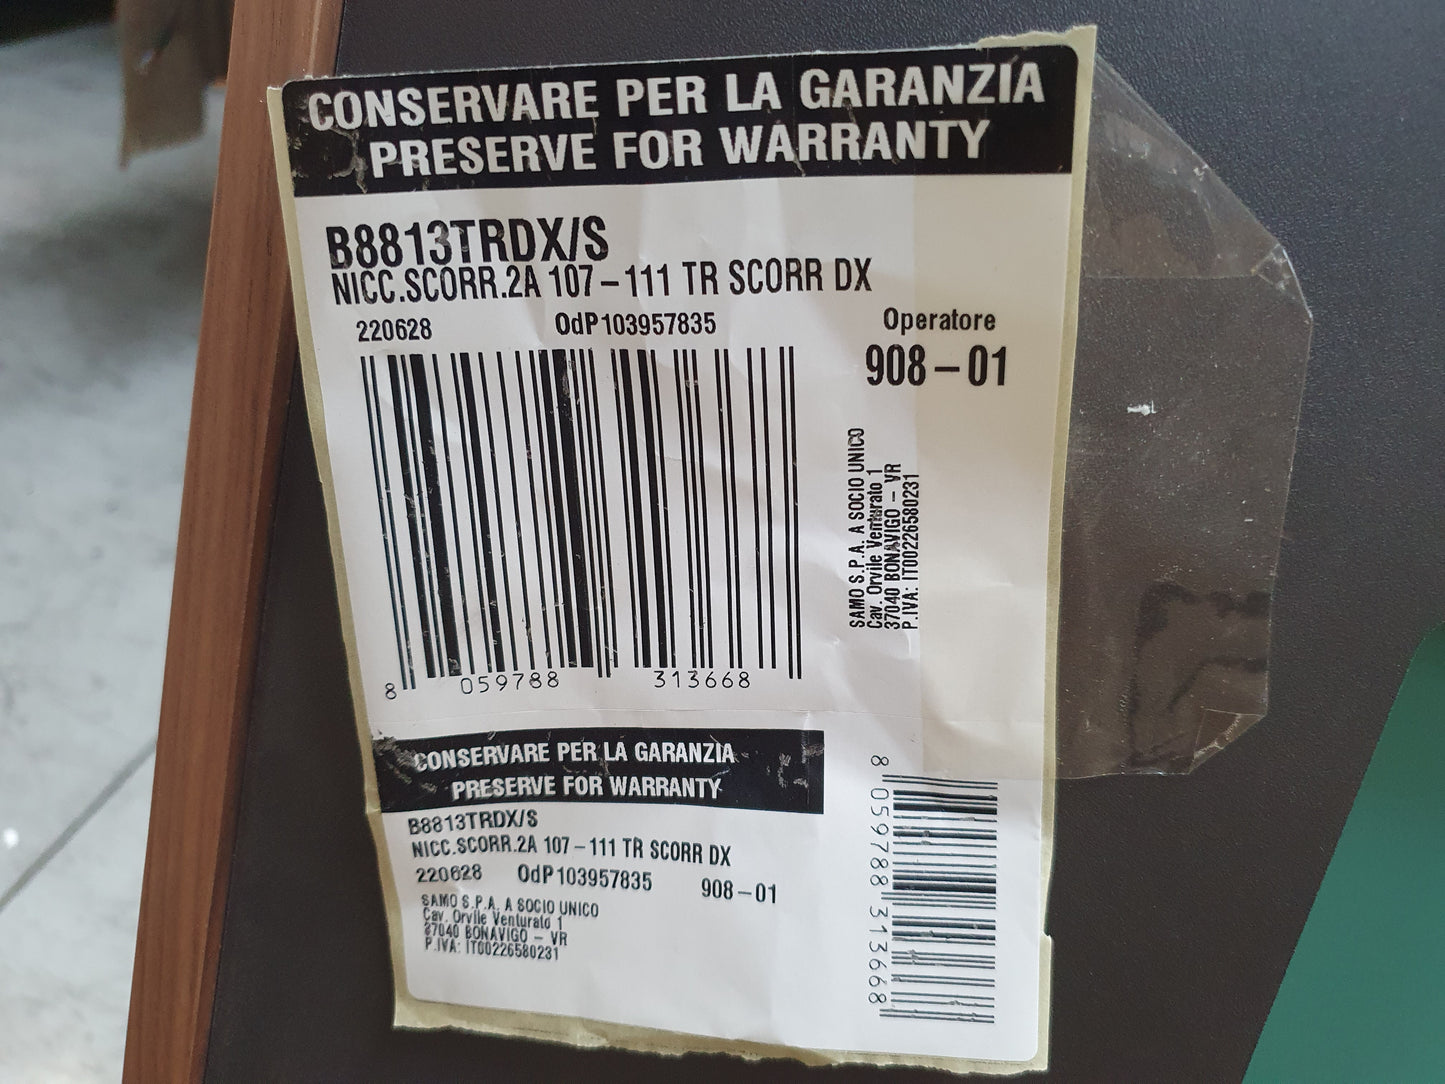 CONSERVARE PER LA GARANZIA
PRESERVE FOR WARRANTY
B8813TRDX/S
NICC.SCORR.2A 107-111 TR SCORR DX
220628 OdP103957835 Operatore
908-01
SAMO S.P.A. A SOCIO UNICO
Cav. Orvile Venturato 1
37040 BONAVIGO - VR
P.IVA: IT00226580231
8 059788 313668
CONSERVARE PER LA GARANZIA
PRESERVE FOR WARRANTY
B8813TRDX/S
NICC.SCORR.2A 107-111 TR SCORR DX
220628 OdP103957835 908-01
SAMO S.P.A. A SOCIO UNICO
Cav. Orvile Venturato 1
37040 BONAVIGO - VR
P.IVA: IT00226580231
8 059788 313668